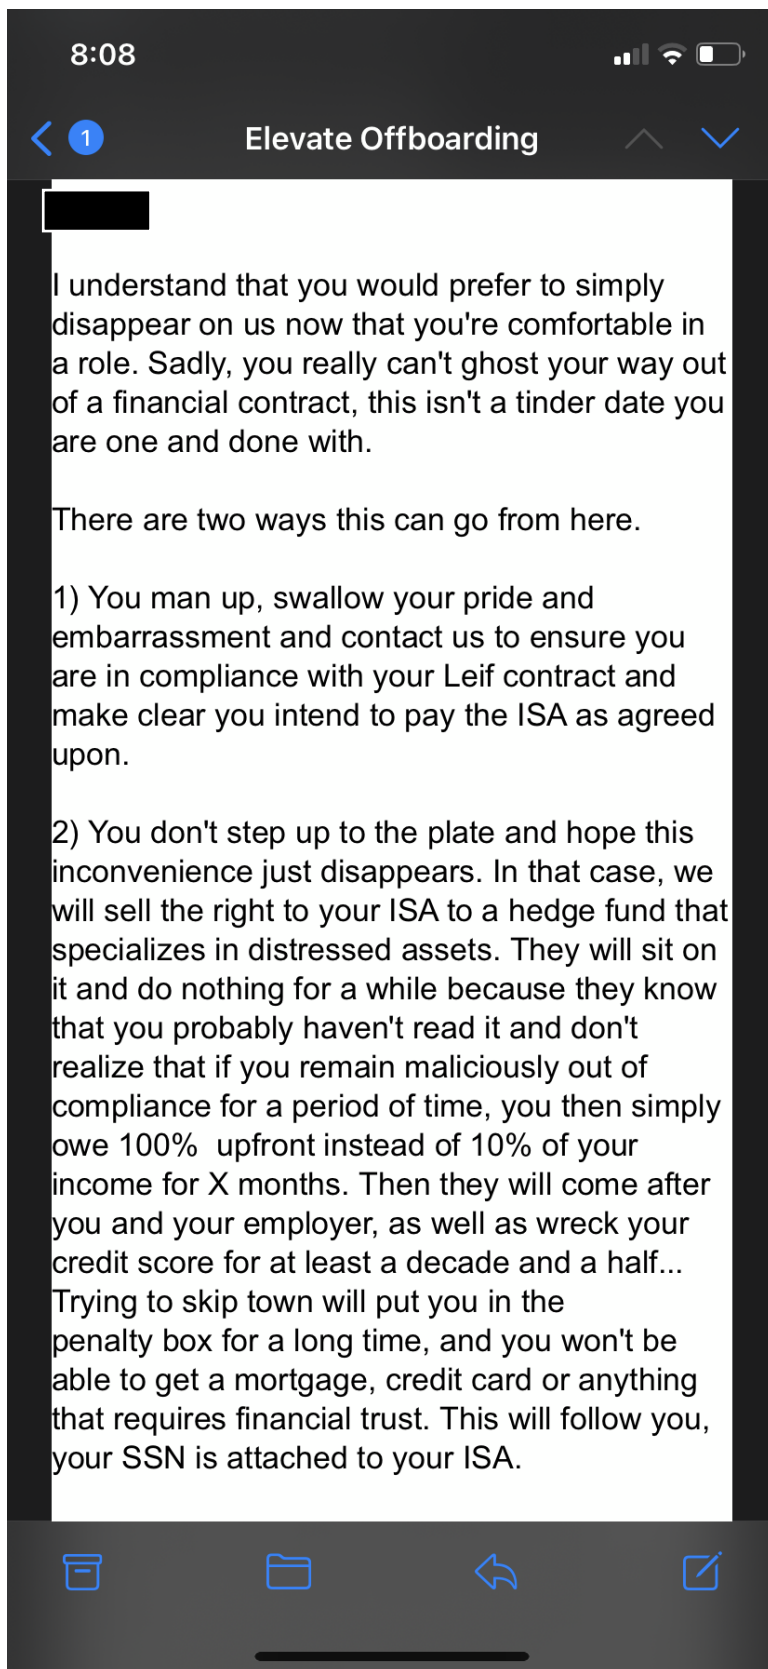 8:08
1
Elevate Offboarding
I understand that you would prefer to simply
disappear on us now that you're comfortable in
a role. Sadly, you really can't ghost your way out
of a financial contract, this isn't a tinder date you
are one and done with.
There are two ways this can go from here.
1) You man up, swallow your pride and
embarrassment and contact us to ensure you
are in compliance with your Leif contract and
make clear you intend to pay the ISA as agreed
upon.
2) You don't step up to the plate and hope this
inconvenience just disappears. In that case, we
will sell the right to your ISA to a hedge fund that
specializes in distressed assets. They will sit on
it and do nothing for a while because they know
that you probably haven't read it and don't
realize that if you remain maliciously out of
compliance for a period of time, you then simply
owe 100%  upfront instead of 10% of your
income for X months. Then they will come after
you and your employer, as well as wreck your
credit score for at least a decade and a half...
Trying to skip town will put you in the
penalty box for a long time, and you won't be
able to get a mortgage, credit card or anything
that requires financial trust. This will follow you,
your SSN is attached to your ISA.